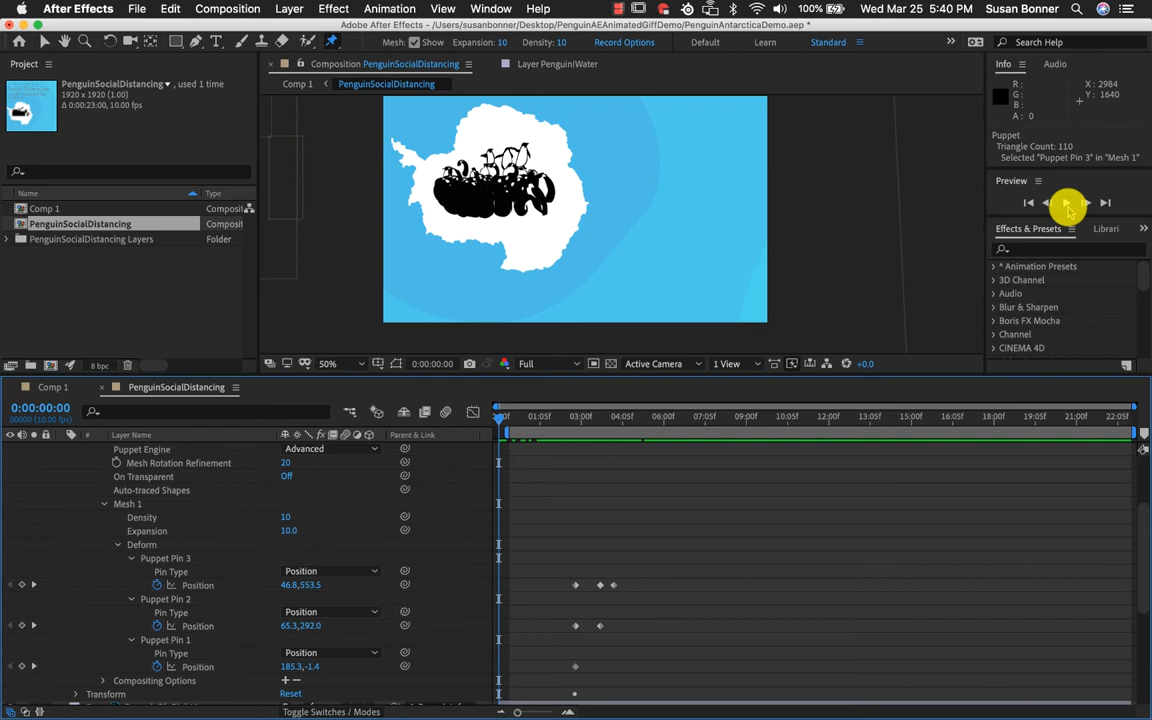 After Effects File Edit Composition Layer Effect Animation View Window Help 100% Wed Mar 25 5:40 PM Susan Bonner
Adobe After Effects - /Users/susanbonner/Desktop/PenguinAEAnimatedGiffDemo/PenguinAntarcticaDemo.aep *
Mesh: Show Expansion: 10 Density: 10 Record Options Default Learn Standard Search Help
Project
Composition PenguinSocialDistancing
Layer Penguin!Water
Info Audio
PenguinSocialDistancing , used 1 time
1920 x 1920 (1.00)
Δ 0:00:23:00, 10.00 fps
Comp 1 PenguinSocialDistancing
R : X : 2984
G : Y : 1640
B :
A : 0
Puppet
Triangle Count: 110
Selected "Puppet Pin 3" in "Mesh 1"
Preview
Name Type
Comp 1 Composit
PenguinSocialDistancing Composit
PenguinSocialDistancing Layers Folder
Effects & Presets Librari
* Animation Presets
3D Channel
Audio
Blur & Sharpen
Boris FX Mocha
Channel
CINEMA 4D
8 bpc
50% 0:00:00:00 Full Active Camera 1 View +0.0
Comp 1 PenguinSocialDistancing
0:00:00:00
00000 (10.00 fps)
01:05f 03:00f 04:05f 06:00f 07:05f 09:00f 10:05f 12:00f 13:05f 15:00f 16:05f 18:00f 19:05f 21:00f 22:05f
# Layer Name Parent & Link
Puppet Engine Advanced
Mesh Rotation Refinement 20
On Transparent Off
Auto-traced Shapes
Mesh 1
Density 10
Expansion 10.0
Deform
Puppet Pin 3
Pin Type Position
Position 46.8,553.5
Puppet Pin 2
Pin Type Position
Position 65.3,292.0
Puppet Pin 1
Pin Type Position
Position 185.3,-1.4
Compositing Options
Transform Reset
Toggle Switches / Modes